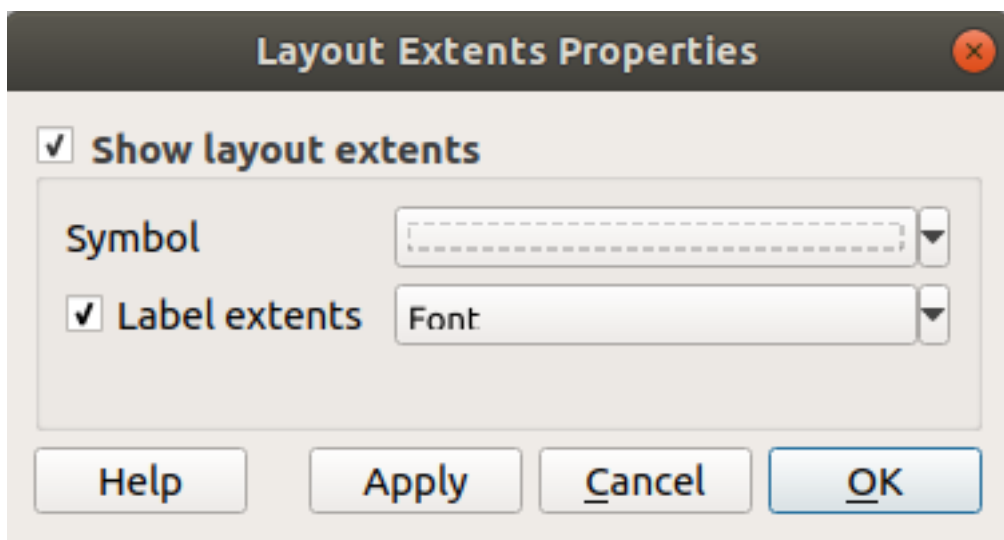 Layout Extents Properties
Show layout extents
Symbol
Label extents Font
Help Apply Cancel OK